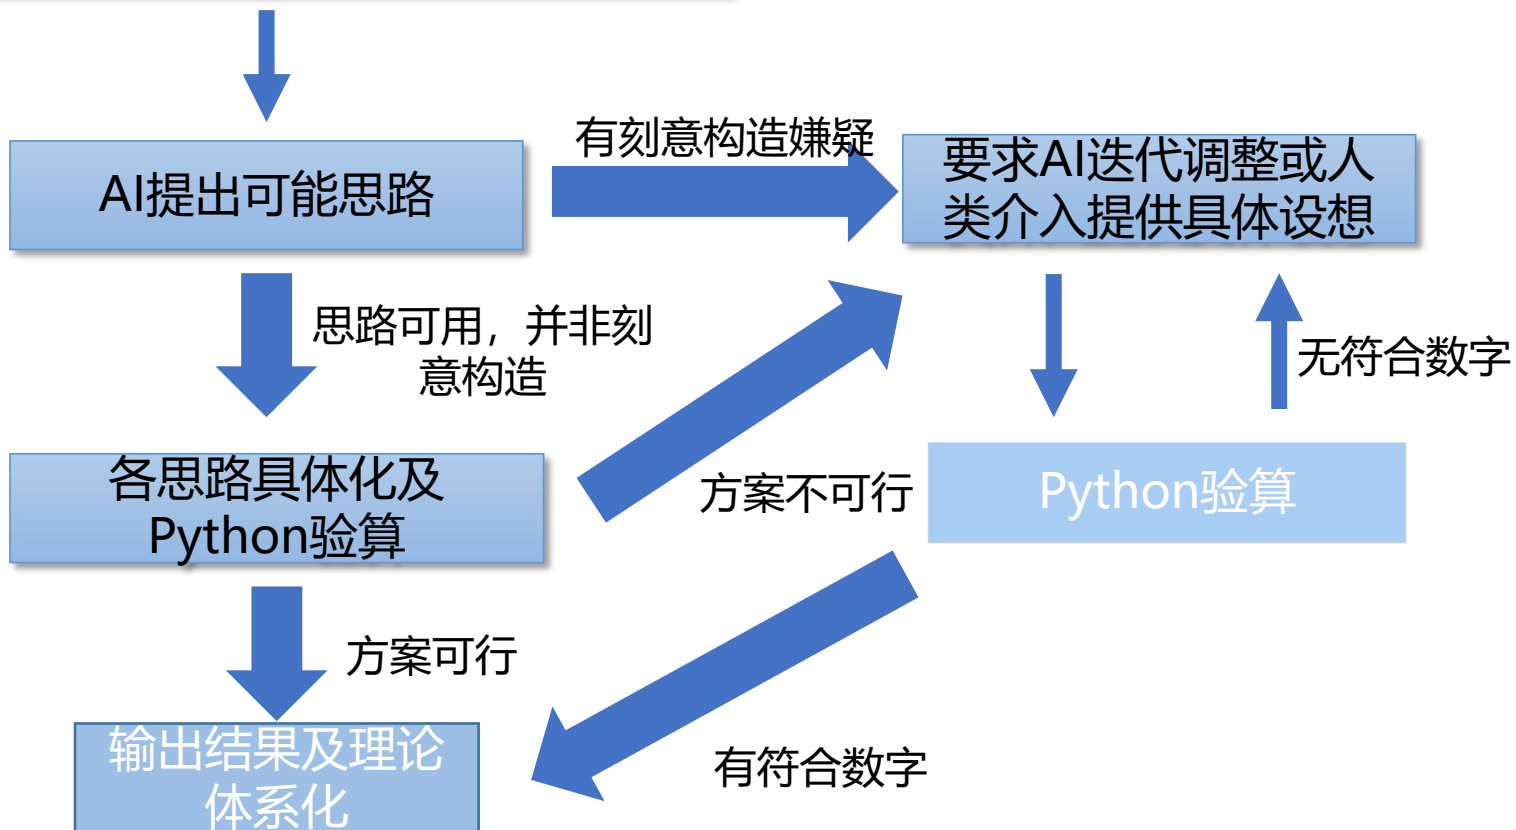 有刻意构造嫌疑
AI提出可能思路
要求AI迭代调整或人
类介入提供具体设想
思路可用，并非刻
意构造
无符合数字
各思路具体化及
Python验算
方案不可行
Python验算
方案可行
输出结果及理论
体系化
有符合数字